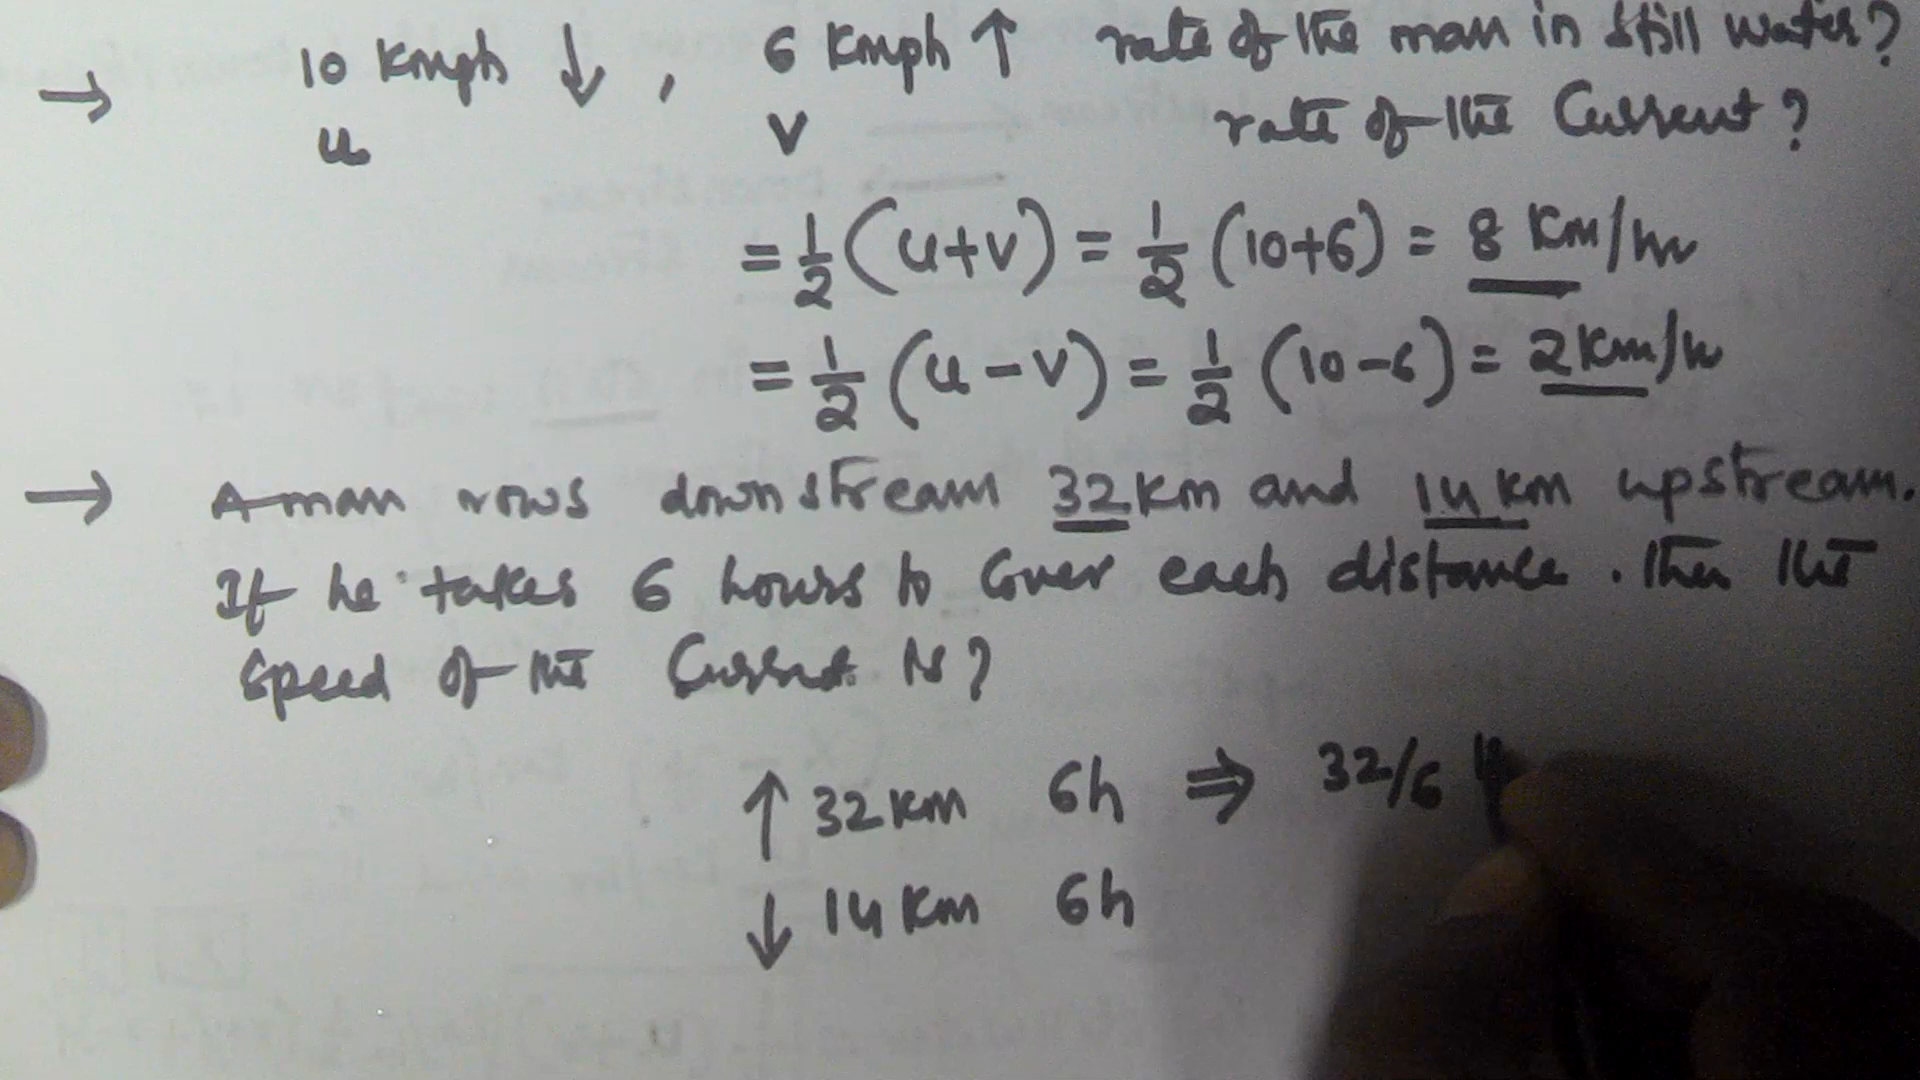 → 10 Kmph ↓, 6 Kmph ↑ rate of the man in still water?
u v rate of the Current?
= 1/2 (u+v) = 1/2 (10+6) = 8 Km/hr
= 1/2 (u-v) = 1/2 (10-6) = 2 Km/h
→ A man rows downstream 32 Km and 14 Km upstream.
If he takes 6 hours to Cover each distance. Then the
Speed of the Current is?
↑ 32 Km 6h ⇒ 32/6
↓ 14 Km 6h